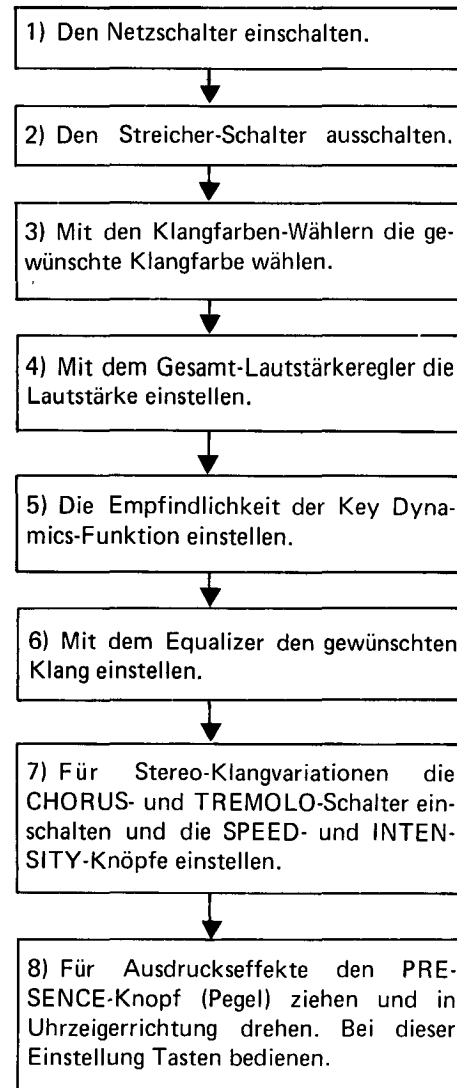 1) Den Netzschalter einschalten.
2) Den Streicher-Schalter ausschalten.
3) Mit den Klangfarben-Wählern die ge-
wünschte Klangfarbe wählen.
4) Mit dem Gesamt-Lautstärkeregler die
Lautstärke einstellen.
5) Die Empfindlichkeit der Key Dyna-
mics-Funktion einstellen.
6) Mit dem Equalizer den gewünschten
Klang einstellen.
7) Für Stereo-Klangvariationen die
CHORUS- und TREMOLO-Schalter ein-
schalten und die SPEED- und INTEN-
SITY-Knöpfe einstellen.
8) Für Ausdruckseffekte den PRE-
SENCE-Knopf (Pegel) ziehen und in
Uhrzeigerrichtung drehen. Bei dieser
Einstellung Tasten bedienen.